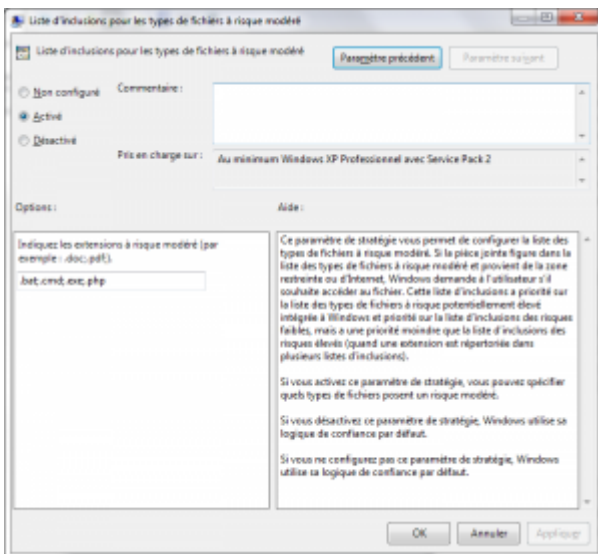 Liste d'inclusions pour les types de fichiers à risque modéré
Liste d'inclusions pour les types de fichiers à risque modéré
Paramètre précédent
Paramètre suivant
Non configuré
Commentaire :
Activé
Désactivé
Pris en charge sur :
Au minimum Windows XP Professionnel avec Service Pack 2
Options :
Aide :
Indiquez les extensions à risque modéré (par
exemple : .doc;.pdf;).
.bat;.cmd;.exe;.php
Ce paramètre de stratégie vous permet de configurer la liste des
types de fichiers à risque modéré. Si la pièce jointe figure dans la
liste des types de fichiers à risque modéré et provient de la zone
restreinte ou d'Internet, Windows demande à l'utilisateur s'il
souhaite accéder au fichier. Cette liste d'inclusions a priorité sur
la liste des types de fichiers à risque potentiellement élevé
intégrée à Windows et priorité sur la liste d'inclusions des risques
faibles, mais a une priorité moindre que la liste d'inclusions des
risques élevés (quand une extension est répertoriée dans
plusieurs listes d'inclusions).
Si vous activez ce paramètre de stratégie, vous pouvez spécifier
quels types de fichiers posent un risque modéré.
Si vous désactivez ce paramètre de stratégie, Windows utilise sa
logique de confiance par défaut.
Si vous ne configurez pas ce paramètre de stratégie, Windows
utilise sa logique de confiance par défaut.
OK
Annuler
Appliquer